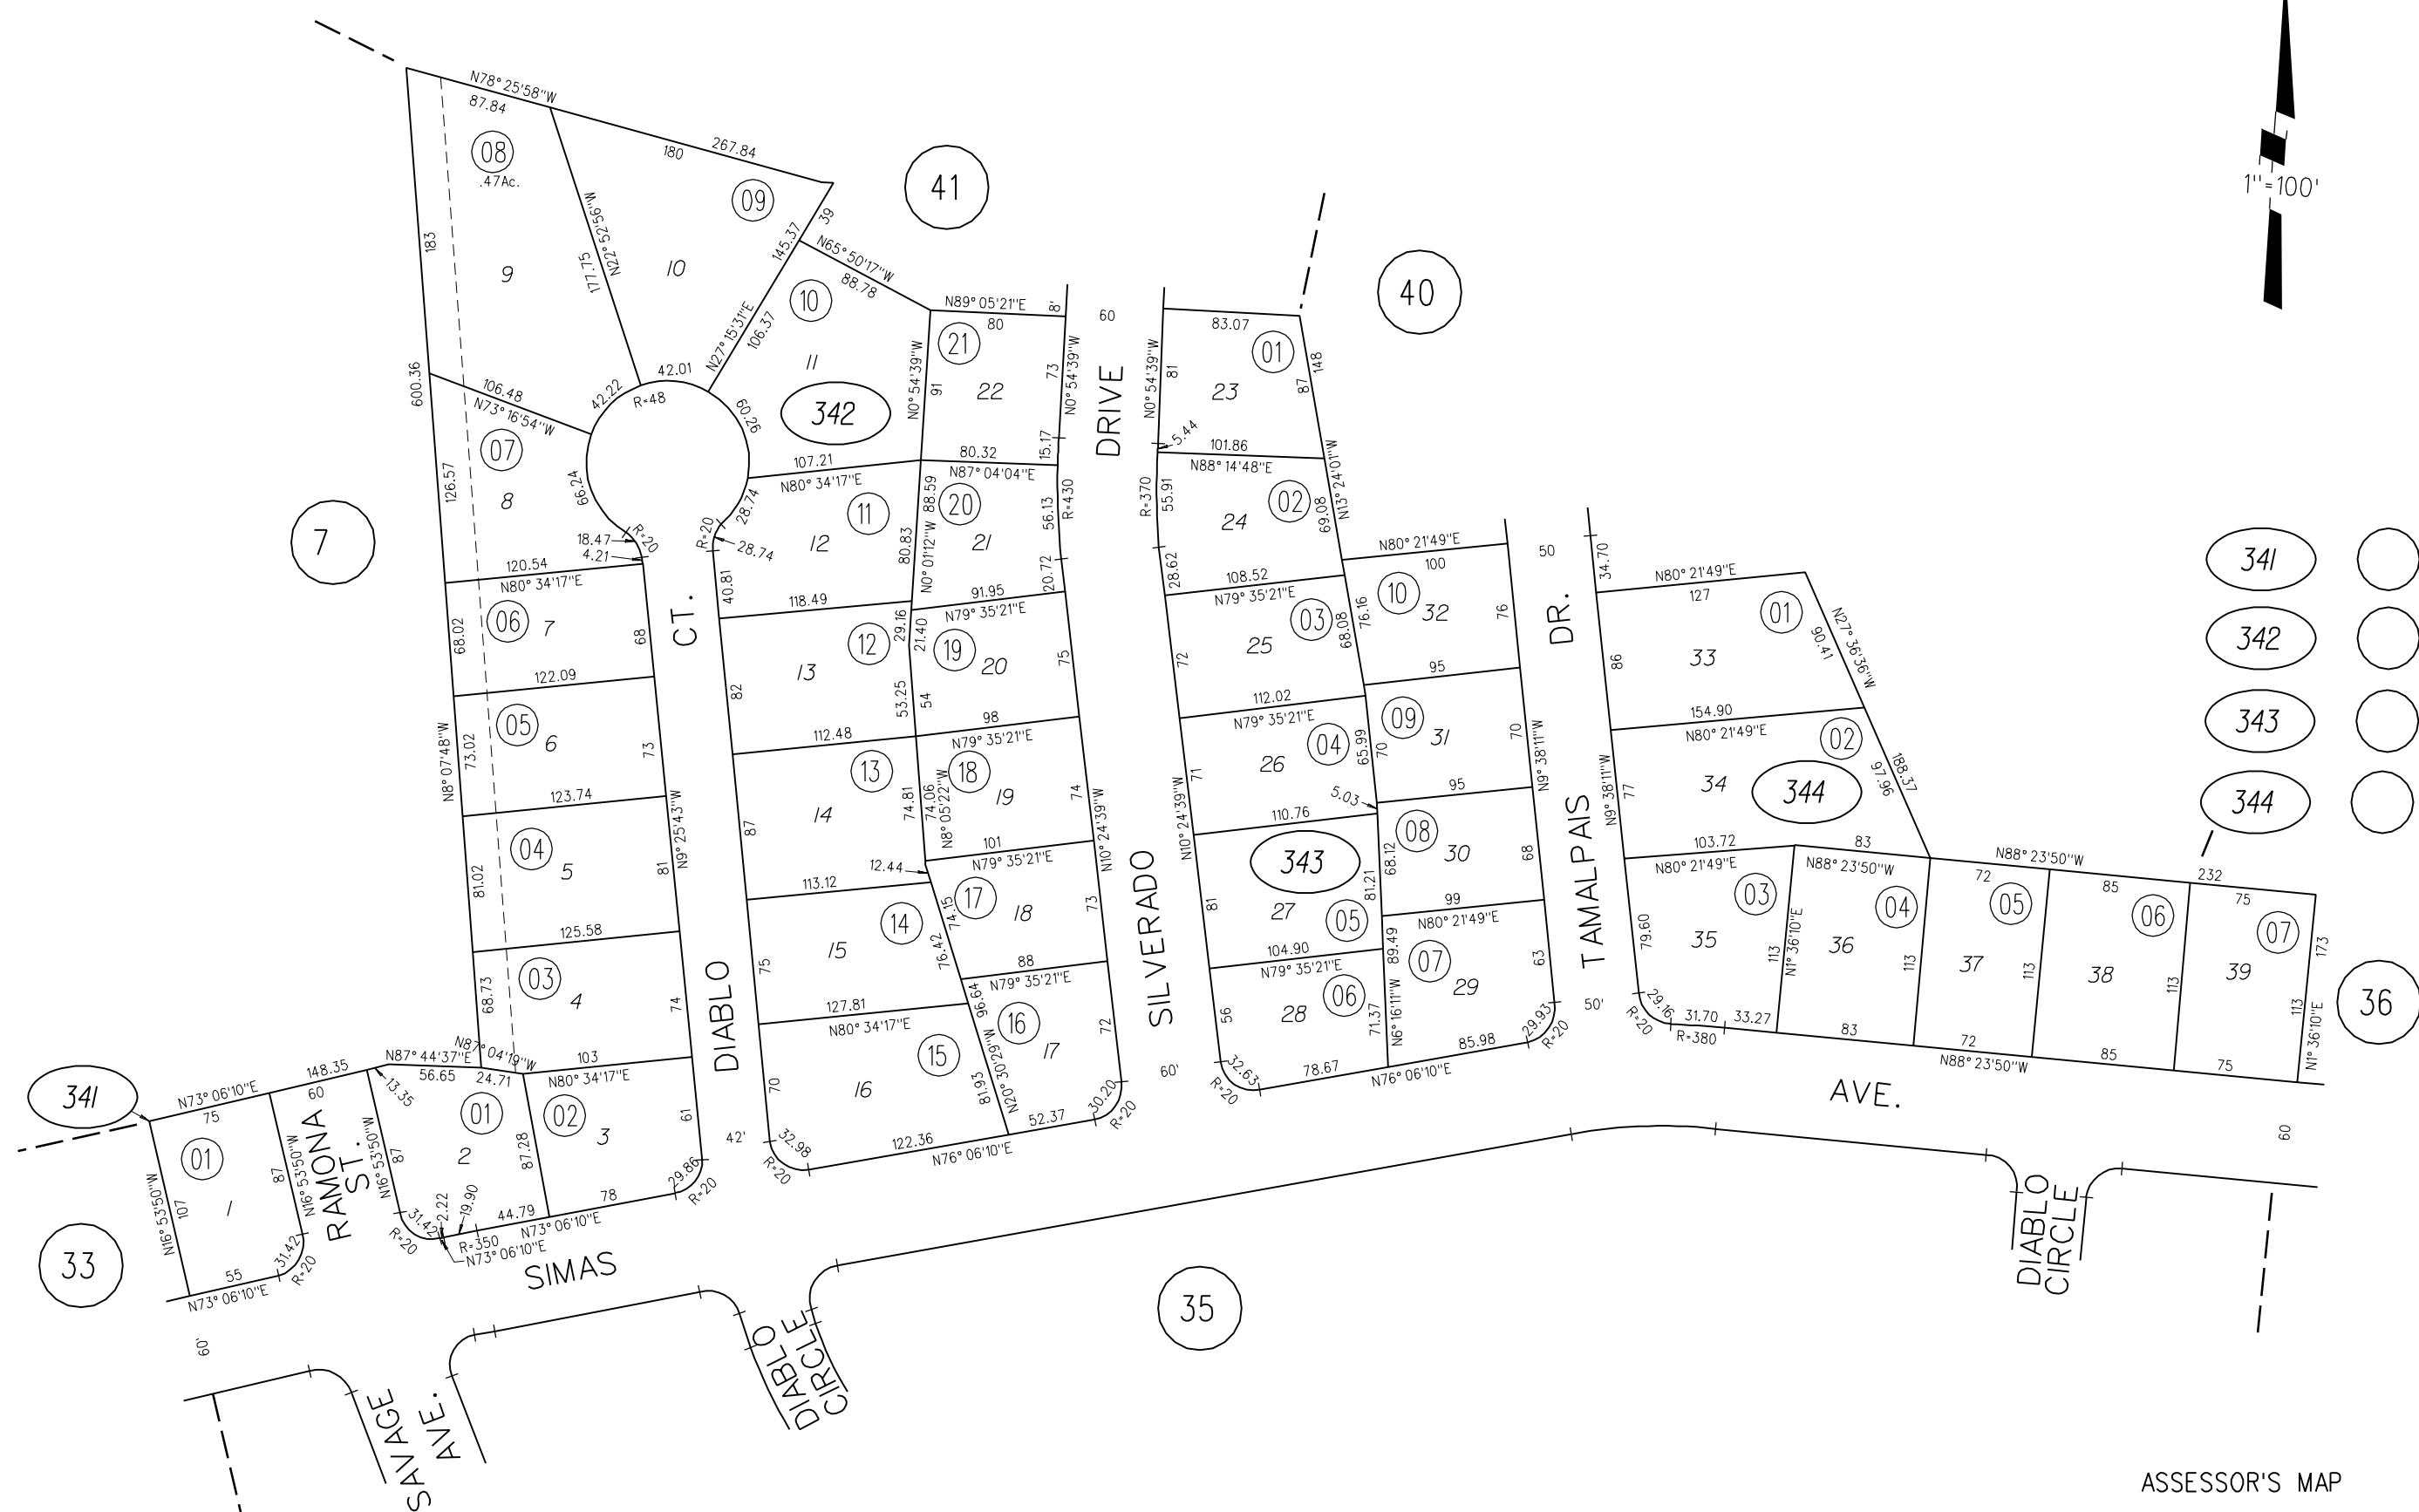 N78° 25'58"W
87.84
08
.47Ac.
9
183
N22° 52'56"W
177.75
10
180
267.84
09
39
145.37
N27° 15'31"E
106.37
N65° 50'17"W
88.78
10
11
342
41
40
1"=100'
600.36
106.48
N73° 16'54"W
07
8
126.57
42.22
42.01
R=48
60.26
66.24
28.74
R=20
18.47
4.21
R=20
28.74
107.21
N80° 34'17"E
11
12
80.83
40.81
N89° 05'21"E
80
8'
60
21
22
N0° 54'39"W
91
73
N0° 54'39"W
15.17
80.32
N87° 04'04"E
88.59
N0° 01'12"W
20
21
56.13
R=430
20.72
DRIVE
83.07
01
23
N0° 54'39"W
81
87
148
5.44
101.86
N88° 14'48"E
R=370
55.91
02
24
69.08
N13° 24'01"W
28.62
7
120.54
N80° 34'17"E
06
7
68.02
68
CT.
118.49
29.16
21.40
91.95
N79° 35'21"E
12
13
82
19
20
75
53.25
54
108.52
N79° 35'21"E
03
25
72
68.08
76.16
N80° 21'49"E
100
10
32
76
50
DR.
34.70
N80° 21'49"E
127
01
33
86
N27° 36'36"W
90.41
341
342
343
344
122.09
05
6
N8° 07'48"W
73.02
73
112.48
13
14
87
74.81
74.06
N8° 05'22"W
98
N79° 35'21"E
18
19
74
N10° 24'39"W
112.02
N79° 35'21"E
04
26
71
N10° 24'39"W
65.99
70
95
09
31
70
N9° 38'11"W
5.03
154.90
N80° 21'49"E
02
34
344
77
N9° 38'11"W
97.96
188.37
123.74
04
5
81.02
81
N9° 25'43"W
12.44
113.12
14
15
75
76.42
74.15
101
N79° 35'21"E
17
18
73
SILVERADO
110.76
343
27
05
81
68.12
81.21
95
08
30
68
TAMALPAIS
103.72
N80° 21'49"E
03
35
79.60
113
N1° 36'10"E
83
N88° 23'50"W
04
36
113
N88° 23'50"W
72
05
37
113
85
06
38
113
232
75
07
39
173
113
N1° 36'10"E
36
125.58
03
4
68.73
74
DIABLO
127.81
N80° 34'17"E
15
16
70
96.64
N20° 30'29"W
81.93
88
N79° 35'21"E
16
17
72
104.90
N79° 35'21"E
06
28
56
89.49
71.37
N6° 16'11"W
99
N80° 21'49"E
07
29
63
29.93
R=20
50'
29.16
R=20
31.70
R=380
33.27
83
72
N88° 23'50"W
85
75
341
N73° 06'10"E
75
148.35
60
N87° 44'37"E
56.65
N87° 04'19"W
24.71
103
N80° 34'17"E
13.35
01
1
N16° 53'50"W
107
87
N16° 53'50"W
RAMONA
ST.
N16° 53'50"W
87
01
2
87.28
02
3
61
42'
32.98
R=20
122.36
N76° 06'10"E
52.37
30.20
R=20
60'
32.63
R=20
78.67
N76° 06'10"E
85.98
AVE.
60
31.42
R=20
55
N73° 06'10"E
31.42
R=20
2.22
19.90
R=350
N73° 06'10"E
44.79
N73° 06'10"E
78
29.86
R=20
SIMAS
33
60'
35
SAVAGE
AVE.
DIABLO
CIRCLE
DIABLO
CIRCLE
ASSESSOR'S MAP